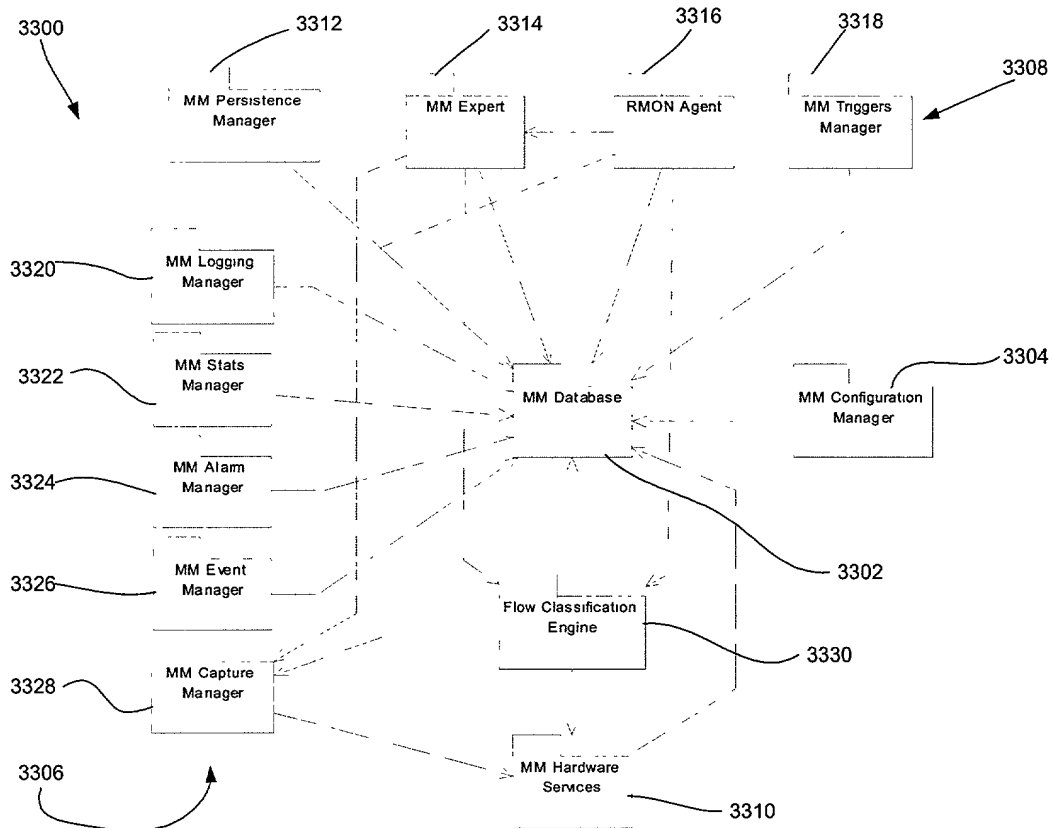 3300
3312
3314
3316
3318
3308
MM Persistence
Manager
MM Expert
RMON Agent
MM Triggers
Manager
3320
MM Logging
Manager
3322
MM Stats
Manager
MM Database
3304
MM Configuration
Manager
3324
MM Alarm
Manager
3326
MM Event
Manager
3302
Flow Classification
Engine
3330
3328
MM Capture
Manager
3306
MM Hardware
Services
3310